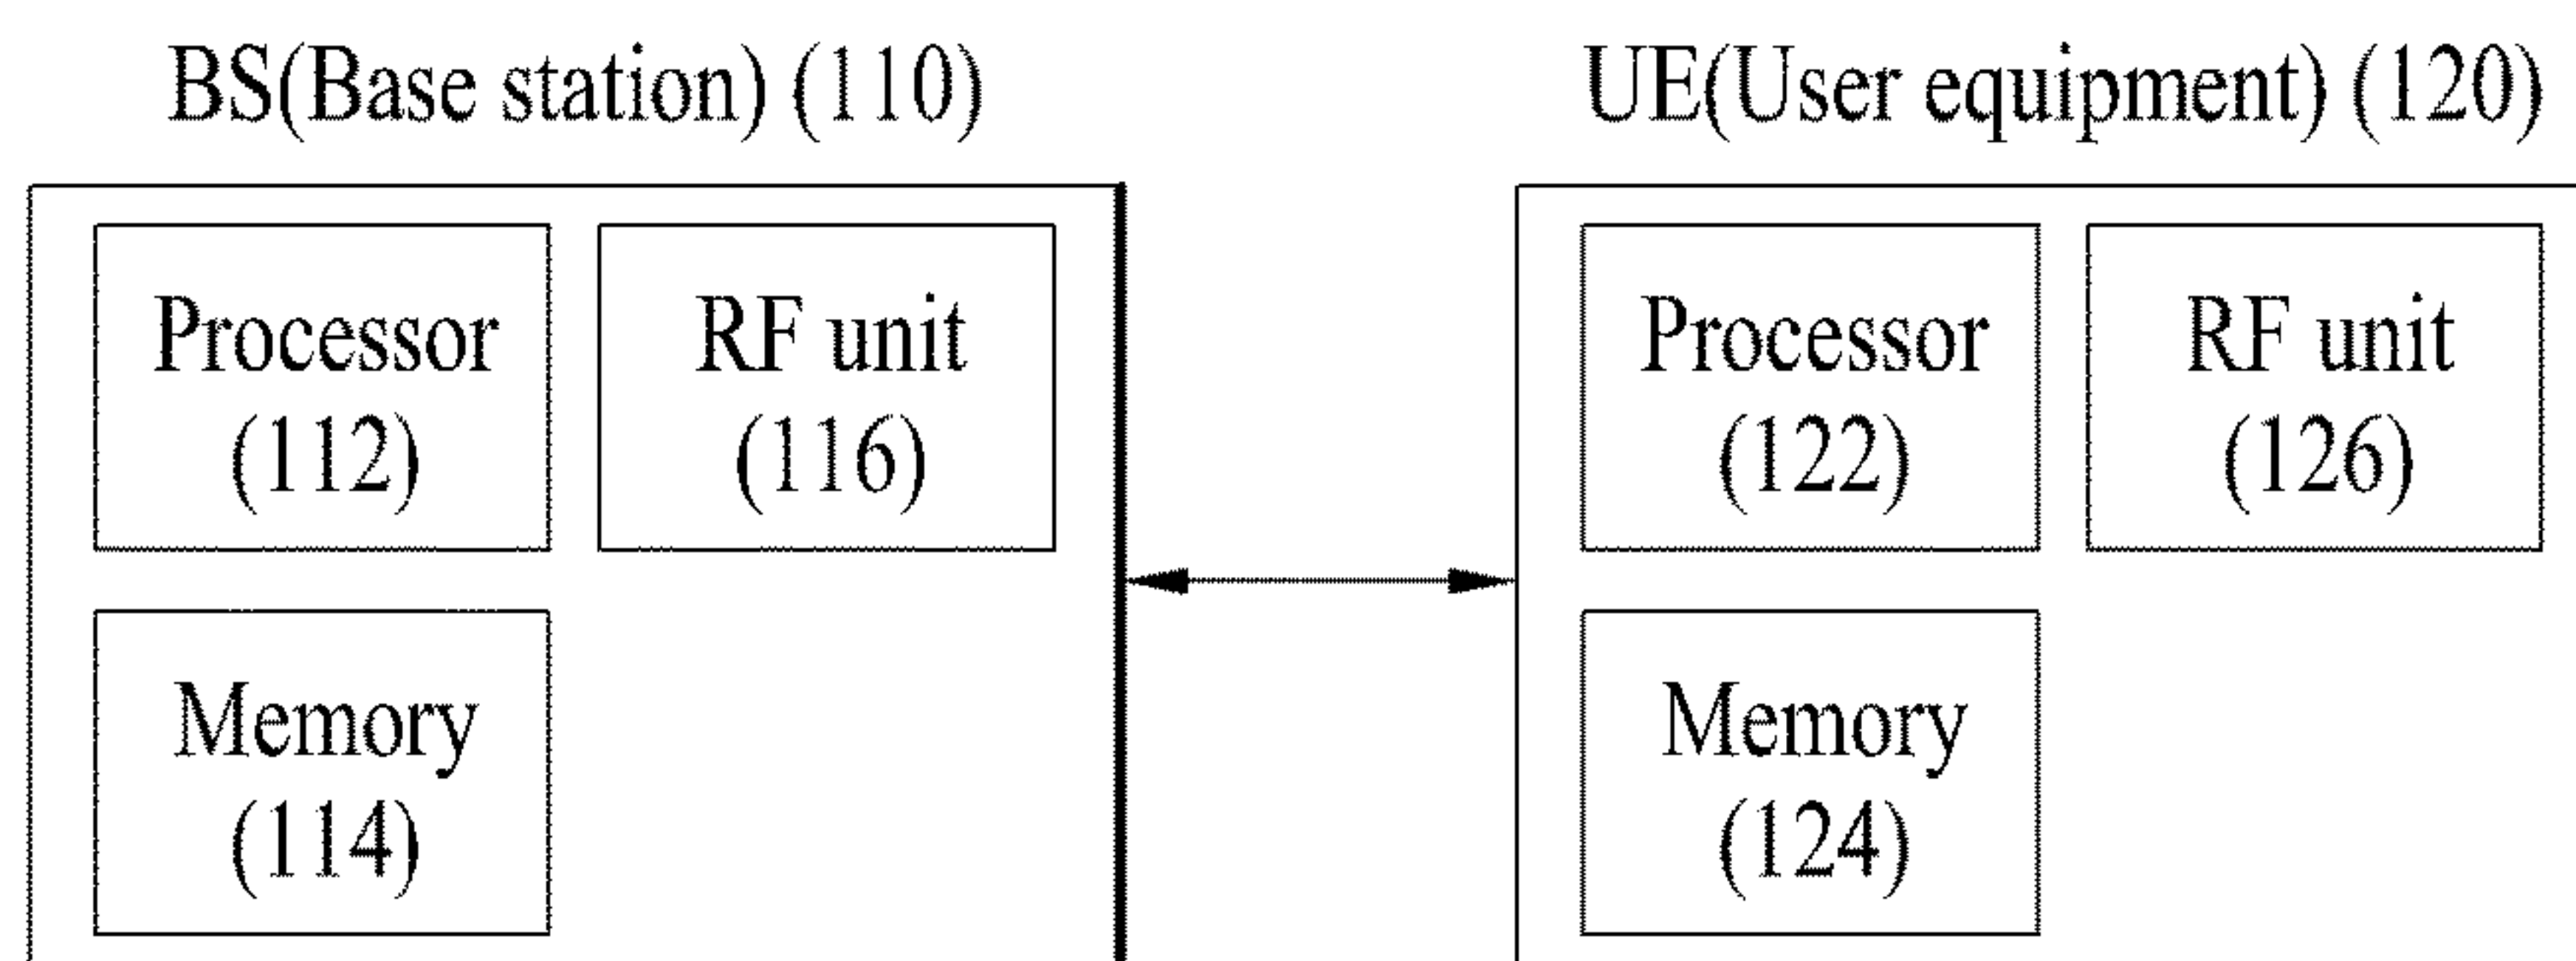 BS(Base station) (110)
UE(User equipment) (120)
Processor
(112)
RF unit
(116)
Processor
(122)
RF unit
(126)
Memory
(114)
Memory
(124)